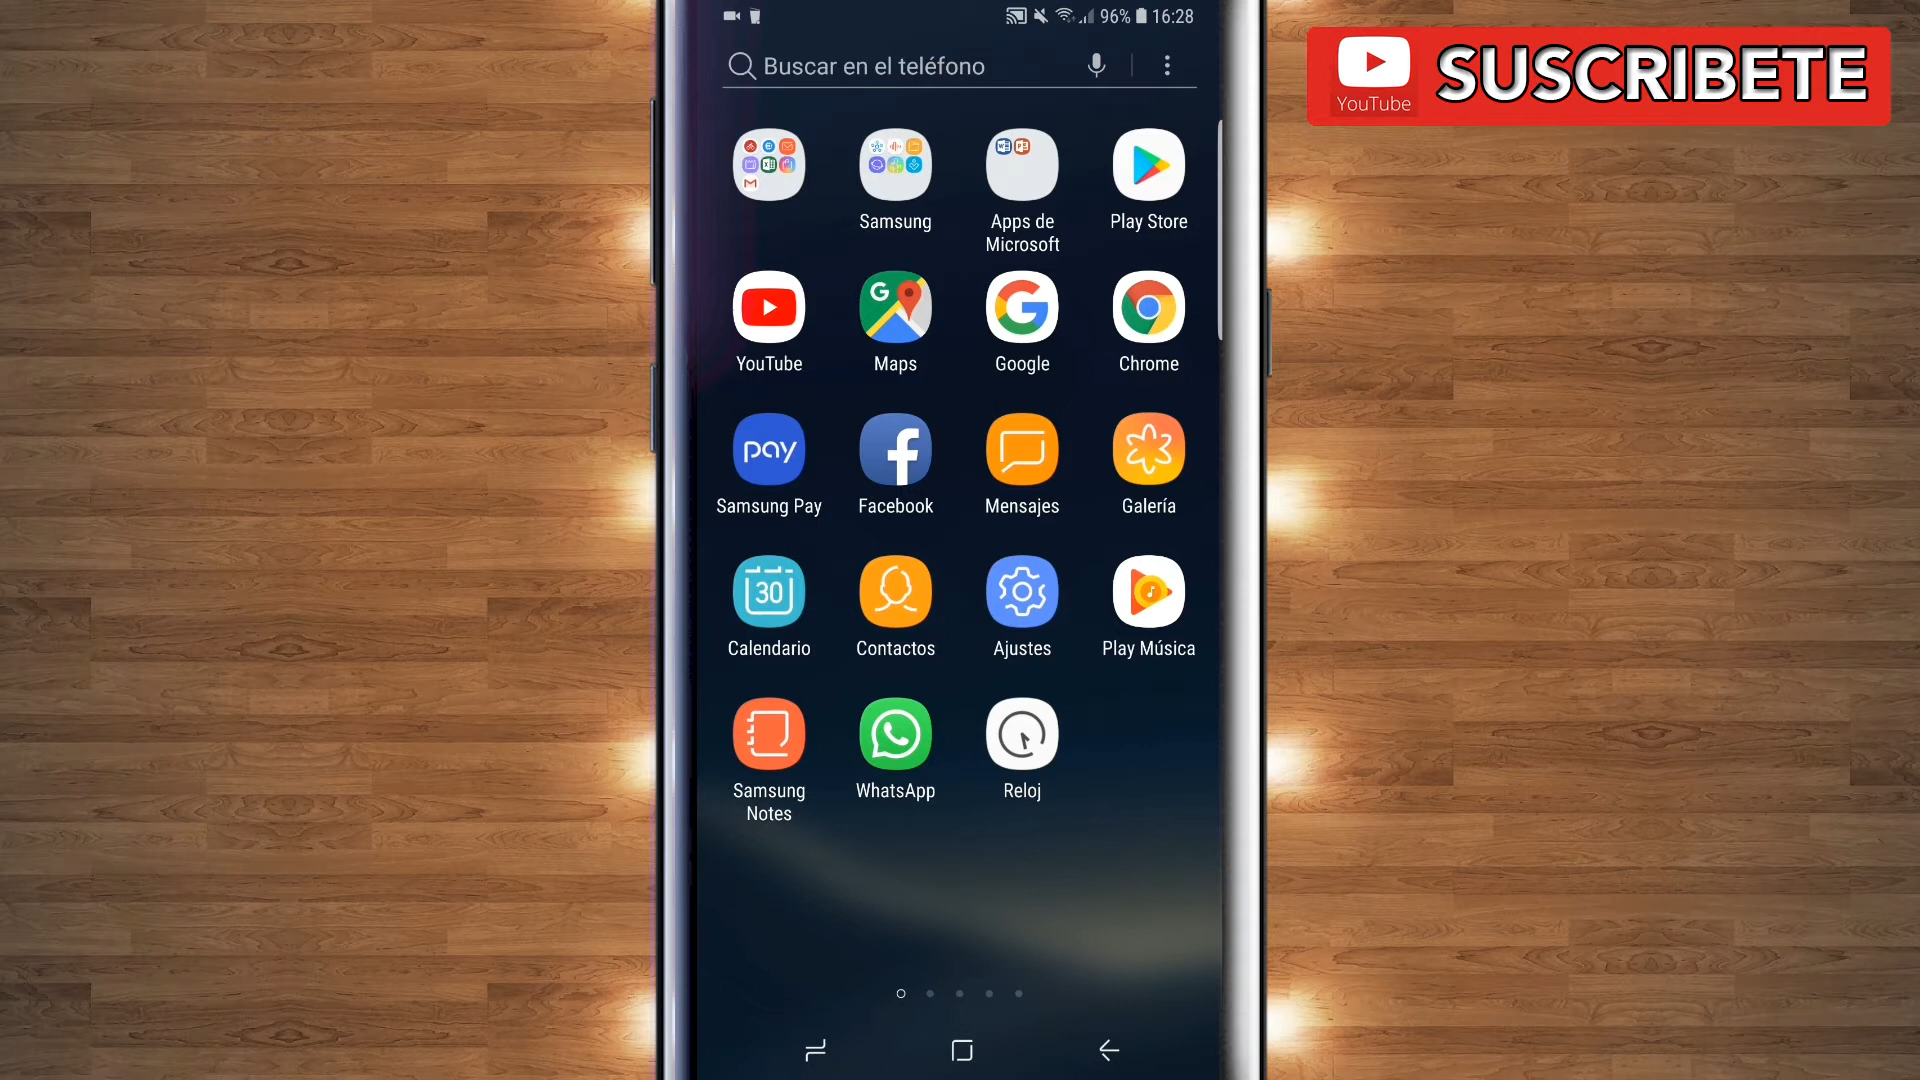 96% 16:28
Buscar en el teléfono
YouTube SUSCRIBETE
Samsung
Apps de
Microsoft
Play Store
YouTube
Maps
Google
Chrome
pay
Samsung Pay
Facebook
Mensajes
Galería
30
Calendario
Contactos
Ajustes
Play Música
Samsung
Notes
WhatsApp
Reloj